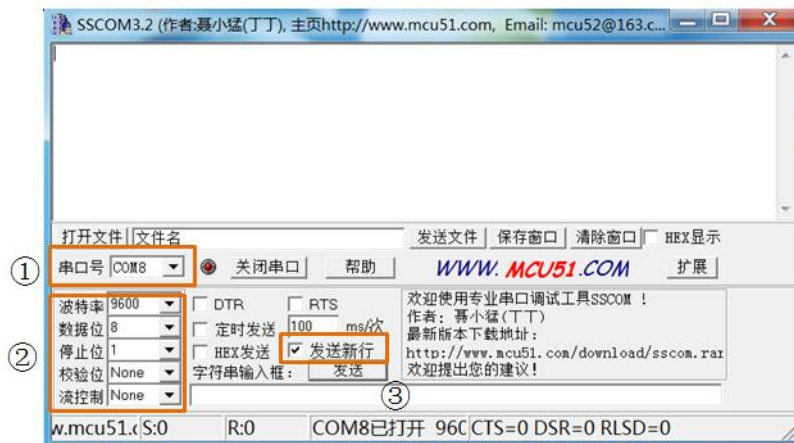 SSCOM3.2 (作者:聂小猛(丁丁), 主页http://www.mcu51.com, Email: mcu52@163.c...
打开文件 文件名 发送文件 保存窗口 清除窗口 HEX显示
① 串口号 COM8 关闭串口 帮助 WWW. MCU51 .COM 扩展
波特率 9600 DTR RTS 欢迎使用专业串口调试工具SSCOM !
作者: 聂小猛(丁丁)
数据位 8 定时发送 100 ms/次 最新版本下载地址:
② 停止位 1 HEX发送 发送新行 http://www.mcu51.com/download/sscom.rar
校验位 None 字符串输入框: 发送 欢迎提出您的建议!
流控制 None ③
w.mcu51.c S:0 R:0 COM8已打开 960 CTS=0 DSR=0 RLSD=0